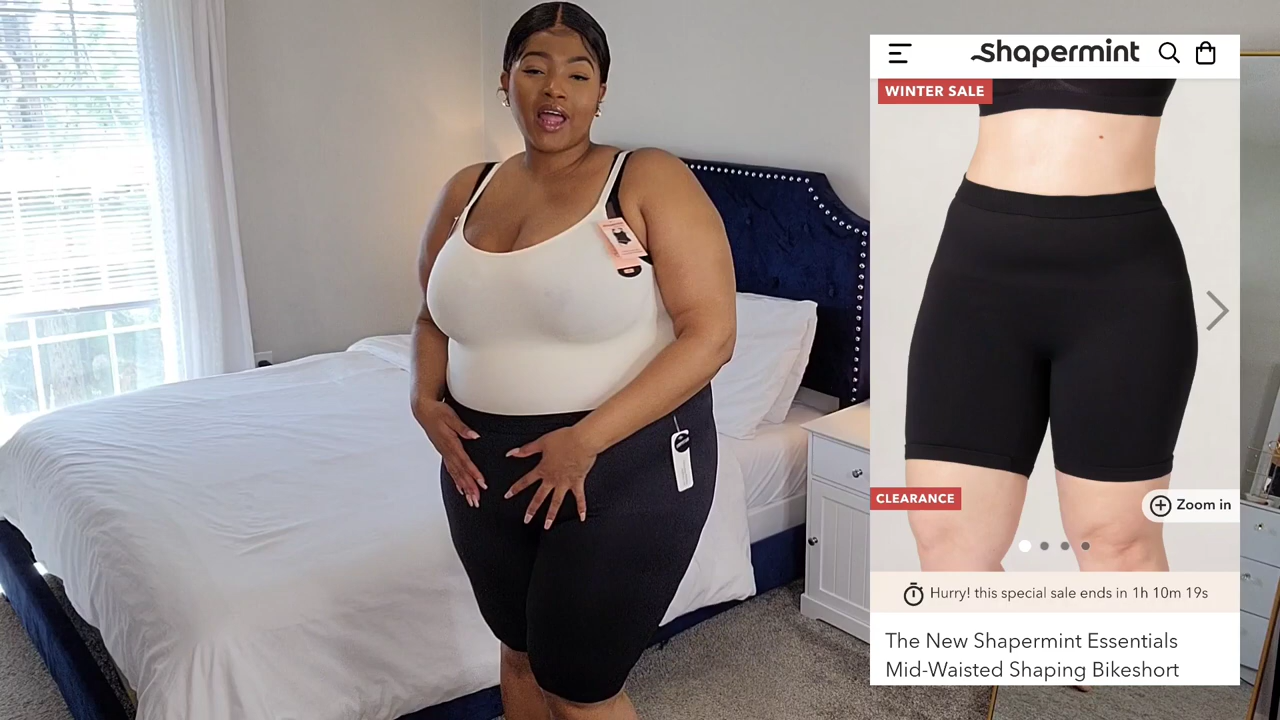 Shapermint
WINTER SALE
CLEARANCE
Zoom in
Hurry! this special sale ends in 1h 10m 19s
The New Shapermint Essentials
Mid-Waisted Shaping Bikeshort